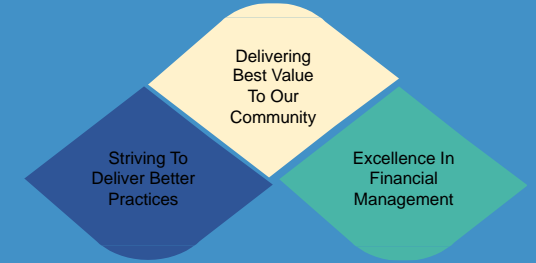 Delivering
Best Value
To Our
Community
Striving To
Deliver Better
Practices
Excellence In
Financial
Management